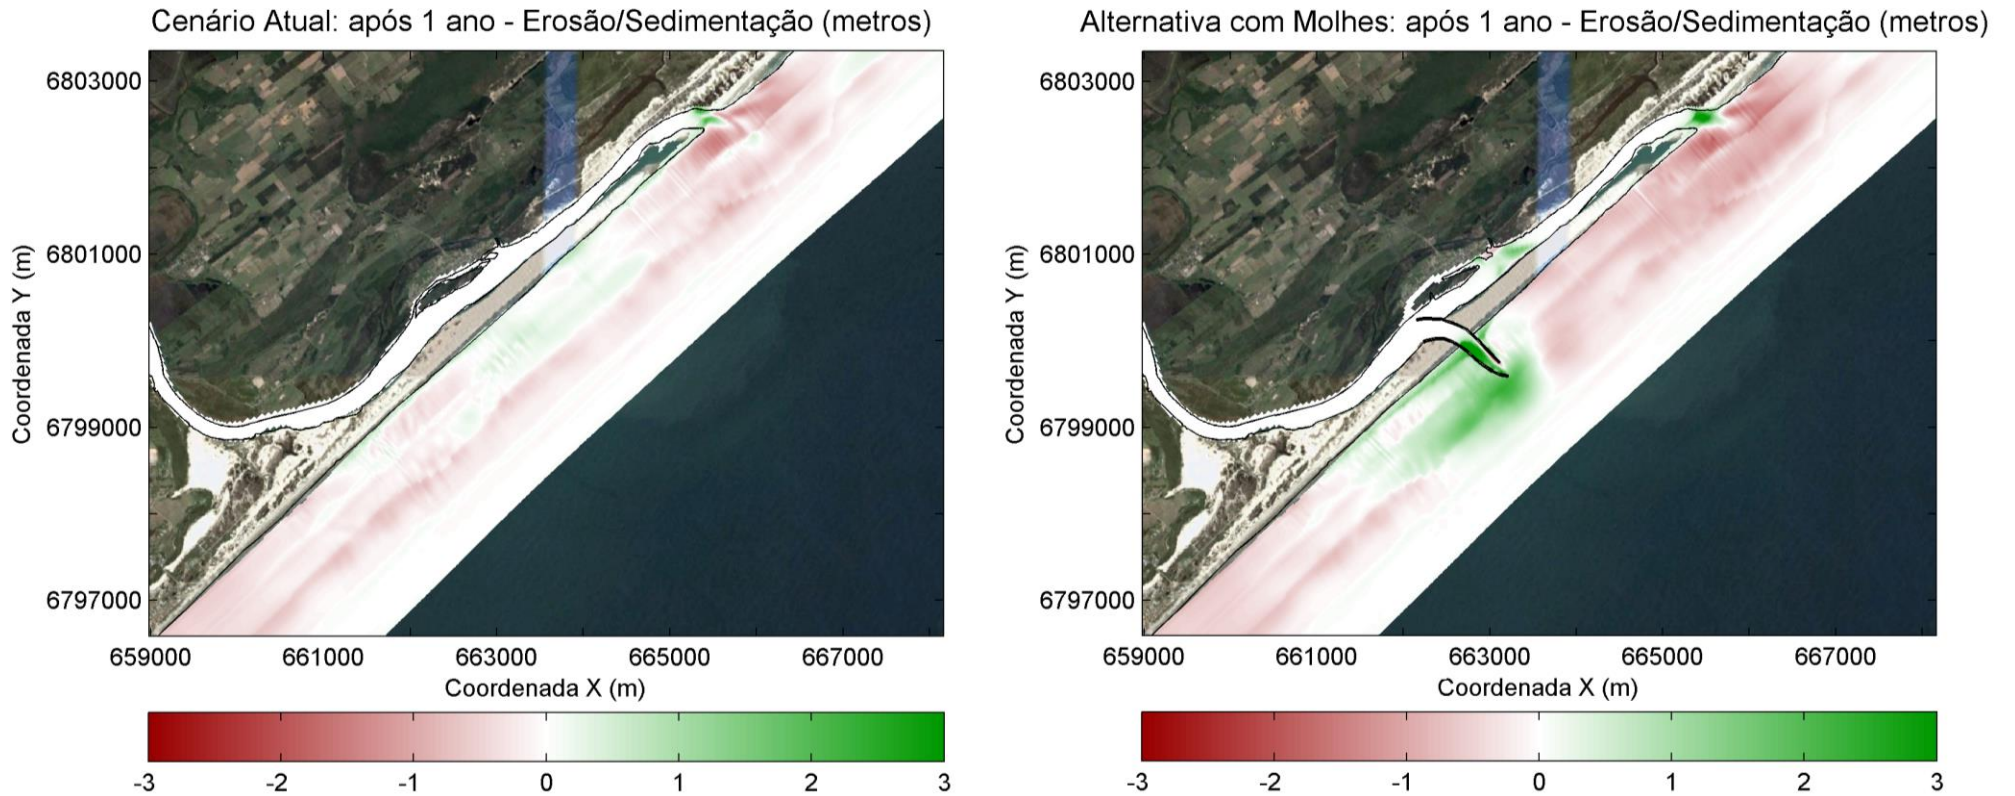 Cenário Atual: após 1 ano - Erosão/Sedimentação (metros)
6803000
6801000
6799000
6797000
Coordenada Y (m)
659000 661000 663000 665000 667000
Coordenada X (m)
-3 -2 -1 0 1 2 3
Alternativa com Molhes: após 1 ano - Erosão/Sedimentação (metros)
6803000
6801000
6799000
6797000
Coordenada Y (m)
659000 661000 663000 665000 667000
Coordenada X (m)
-3 -2 -1 0 1 2 3